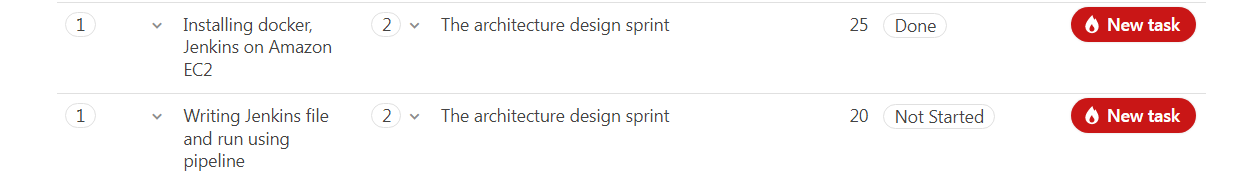 1 Installing docker, 2 The architecture design sprint 25 Done New task
Jenkins on Amazon
EC2
1 Writing Jenkins file 2 The architecture design sprint 20 Not Started New task
and run using
pipeline